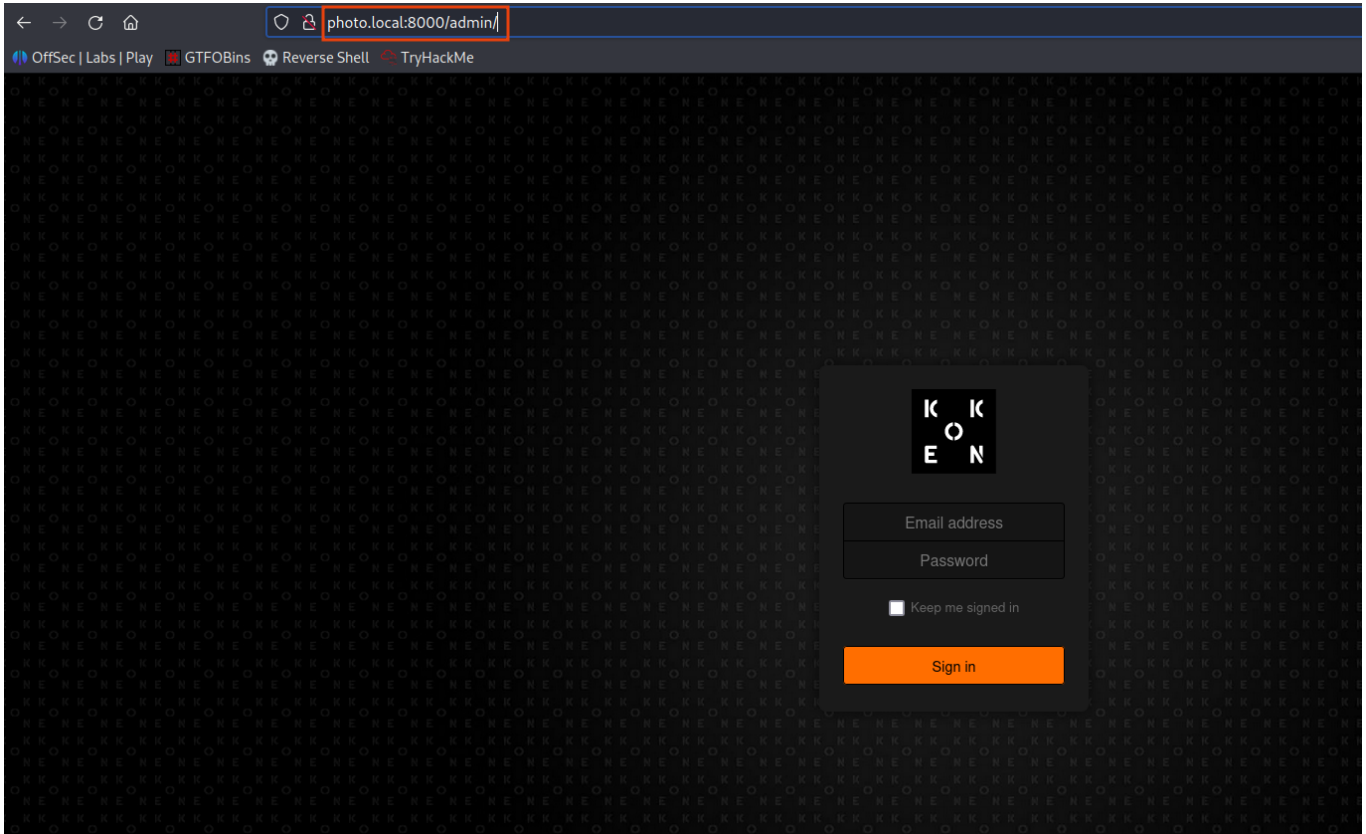 photo.local:8000/admin/
OffSec | Labs | Play GTFOBins Reverse Shell TryHackMe
K K
O
E N
Email address
Password
Keep me signed in
Sign in